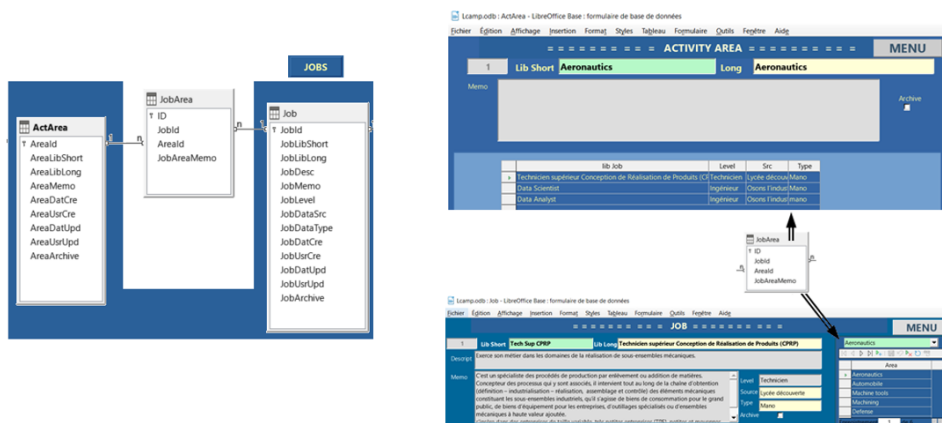 JOBS
JobArea
ID
JobId
AreaId
JobAreaMemo
ActArea
AreaId
AreaLibShort
AreaLibLong
AreaMemo
AreaDatCre
AreaUsrCre
AreaDatUpd
AreaUsrUpd
AreaArchive
Job
JobId
JobLibShort
JobLibLong
JobDesc
JobMemo
JobLevel
JobDataSrc
JobDataType
JobDatCre
JobUsrCre
JobDatUpd
JobUsrUpd
JobArchive
1 n n 1
Lcamp.odb : ActArea - LibreOffice Base : formulaire de base de données
Fichier Édition Affichage Insertion Format Styles Tableau Formulaire Outils Fenêtre Aide
= = = = = = = = = ACTIVITY AREA = = = = = = = = = MENU
1 Lib Short Aeronautics Long Aeronautics
Memo
Archive
lib Job Level Src Type
Technicien supérieur Conception de Réalisation de Produits (CPR Technicien Lycée découv Mano
Data Scientist Ingénieur Osons l'indus Mano
Data Analyst Ingénieur Osons l'indus mano
JobArea
ID
JobId
AreaId
JobAreaMemo
n n
Lcamp.odb : Job - LibreOffice Base : formulaire de base de données
Fichier Édition Affichage Insertion Format Styles Tableau Formulaire Outils Fenêtre Aide
= = = = = = = = = JOB = = = = = = = = = MENU
1 Lib Short Tech Sup CPRP Lib Long Technicien supérieur Conception de Réalisation de Produits (CPRP) Aeronautics
Descript Exerce son métier dans les domaines de la réalisation de sous-ensembles mécaniques.
Memo C'est un spécialiste des procédés de production par enlèvement ou addition de matières.
Concepteur des processus qui y sont associés, il intervient tout au long de la chaîne d'obtention
(définition – industrialisation – réalisation, assemblage et contrôle) des éléments mécaniques
constituant les sous-ensembles industriels, qu'il s'agisse de biens de consommation pour le grand
public, de biens d'équipement pour les entreprises, d'outillages spécialisés ou d'ensembles
mécaniques à haute valeur ajoutée.
Level Technicien
Source Lycée découverte
Type Mano
Archive
Area
Aeronautics
Automobile
Machine tools
Machining
Defense
1